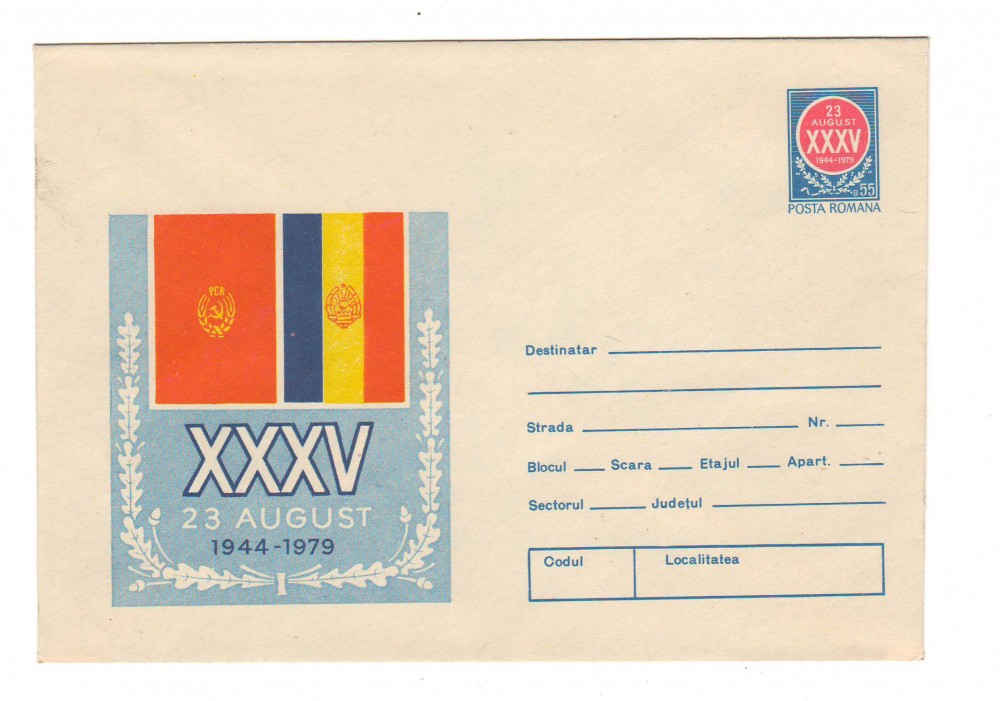 23
AUGUST
XXXV
1944-1979
B 55
POSTA ROMANA
PCR
XXXV
23 AUGUST
1944-1979
Destinatar
Strada Nr.
Blocul Scara Etajul Apart.
Sectorul Județul
Codul Localitatea